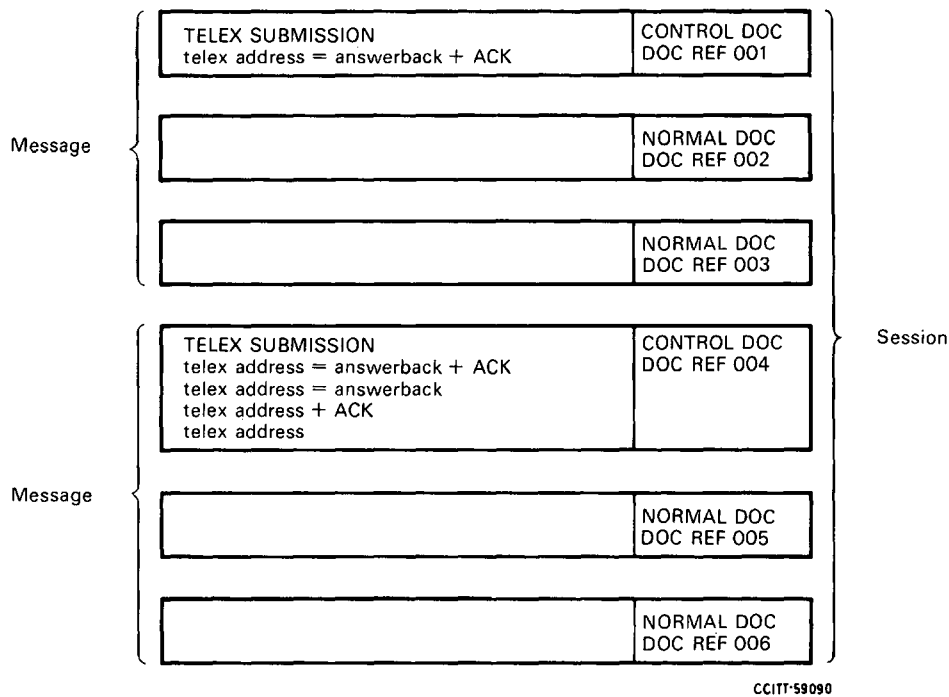 TELEX SUBMISSION
telex address = answerback + ACK
CONTROL DOC
DOC REF 001
Message
NORMAL DOC
DOC REF 002
NORMAL DOC
DOC REF 003
TELEX SUBMISSION
telex address = answerback + ACK
telex address = answerback
telex address + ACK
telex address
CONTROL DOC
DOC REF 004
Session
Message
NORMAL DOC
DOC REF 005
NORMAL DOC
DOC REF 006
CCITT-59090